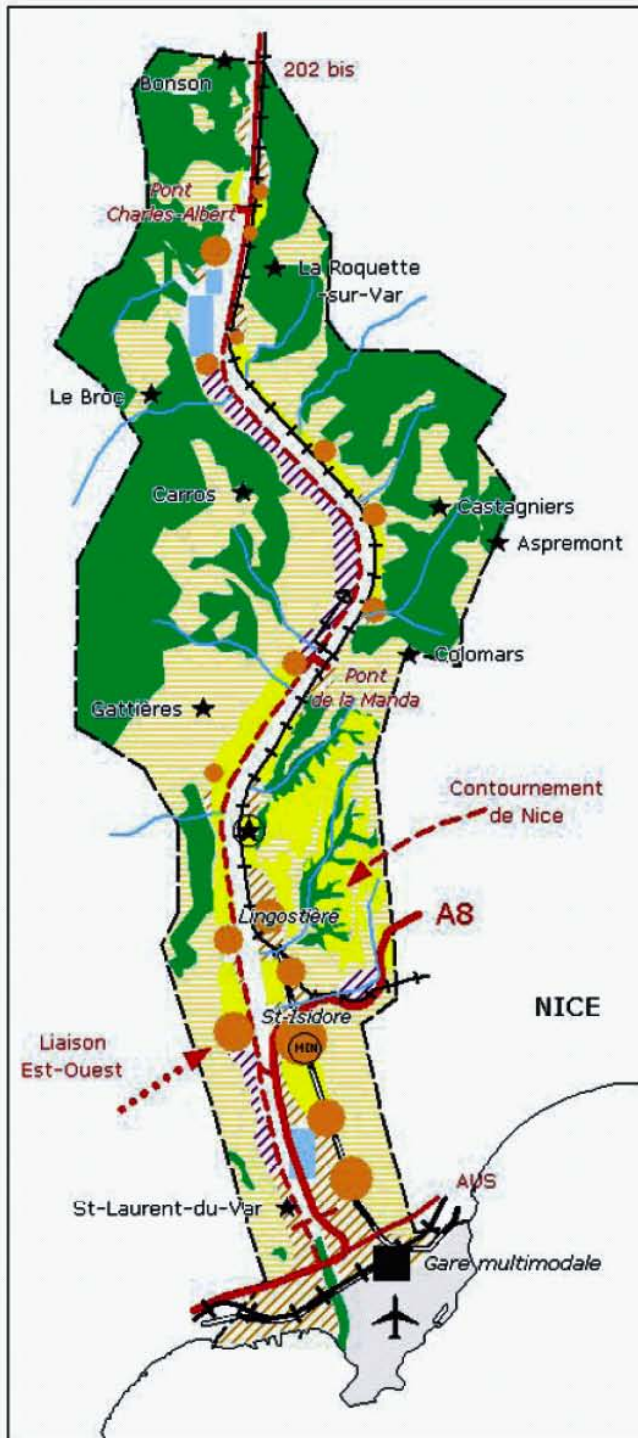 202 bis
Bonson
Pont
Charles-Albert
La Roquette
-sur-Var
Le Broc
Carros
Castagniers
Aspremont
Colomars
Pont
de la Manda
Gattières
Contournement
de Nice
Lingostière
A8
St-Isidore
NICE
MIN
Liaison
Est-Ouest
AUS
St-Laurent-du-Var
Gare multimodale